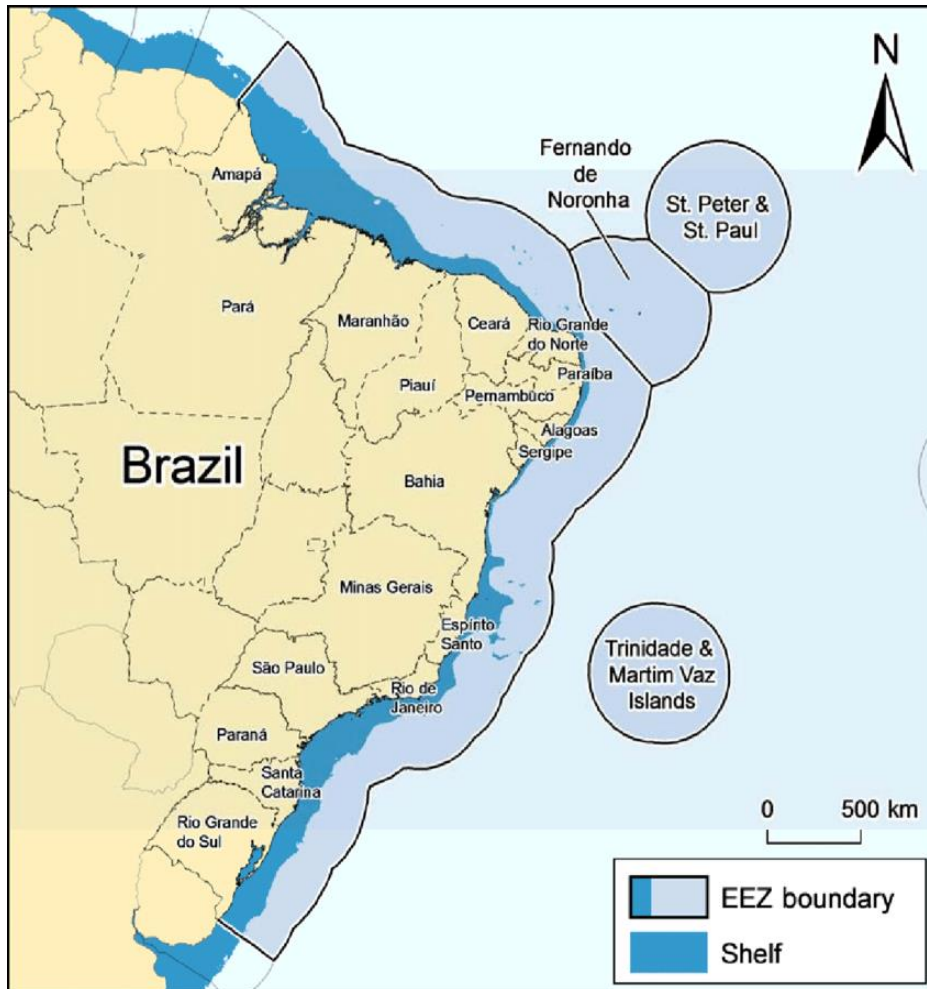 N
Fernando
de
Noronha
St. Peter &
St. Paul
Amapá
Pará
Maranhão
Ceará
Rio Grande
do Norte
Paraíba
Piauí
Pernambuco
Alagoas
Sergipe
Brazil
Bahia
Minas Gerais
Espírito
Santo
Trinidade &
Martim Vaz
Islands
São Paulo
Rio de
Janeiro
Paraná
Santa
Catarina
Rio Grande
do Sul
0 500 km
EEZ boundary
Shelf